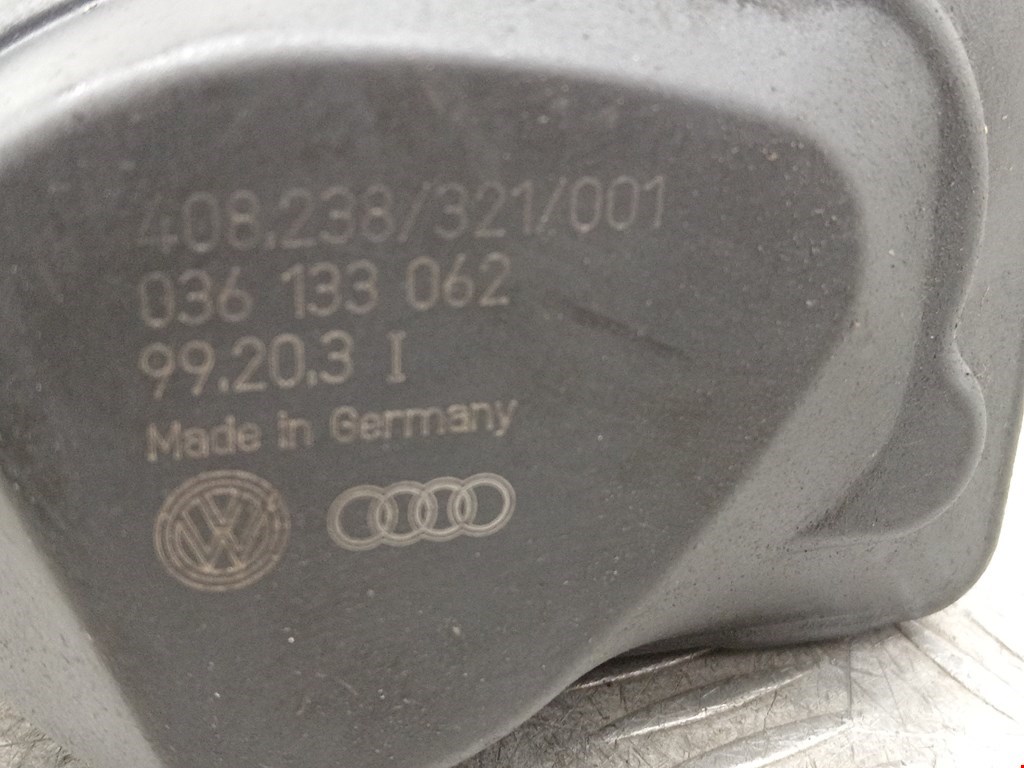 408.238/321/001
036 133 062
99.20.3 I
Made in Germany